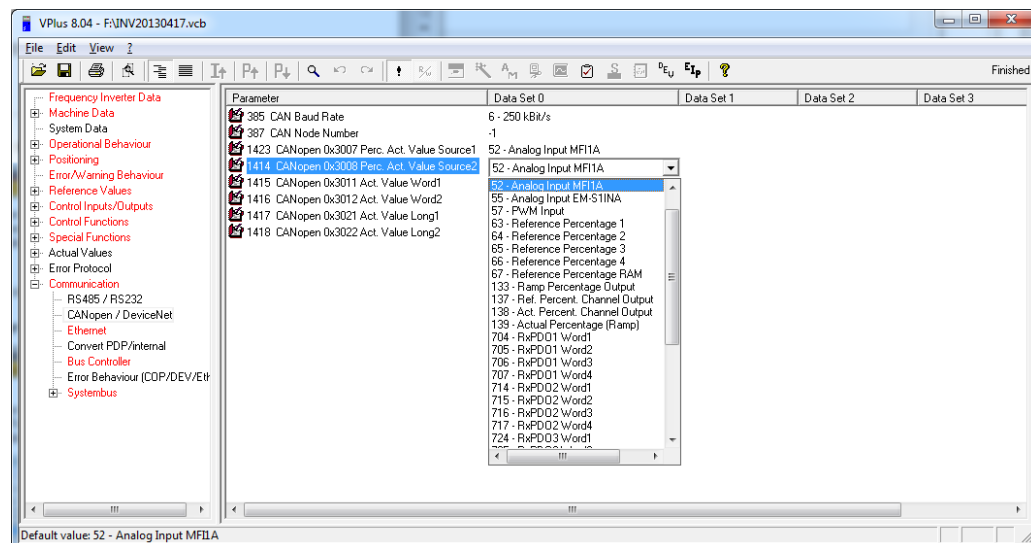 VPlus 8.04 - F:\INV20130417.vcb
File Edit View ?
Finished
Frequency Inverter Data
Machine Data
System Data
Operational Behaviour
Positioning
Error/Warning Behaviour
Reference Values
Control Inputs/Outputs
Control Functions
Special Functions
Actual Values
Error Protocol
Communication
RS485 / RS232
CANopen / DeviceNet
Ethernet
Convert PDP/internal
Bus Controller
Error Behaviour (COP/DEV/Eth
Systembus
Parameter Data Set 0 Data Set 1 Data Set 2 Data Set 3
385 CAN Baud Rate 6 - 250 kBit/s
387 CAN Node Number -1
1423 CANopen 0x3007 Perc. Act. Value Source1 52 - Analog Input MFI1A
1414 CANopen 0x3008 Perc. Act. Value Source2 52 - Analog Input MFI1A
1415 CANopen 0x3011 Act. Value Word1
1416 CANopen 0x3012 Act. Value Word2
1417 CANopen 0x3021 Act. Value Long1
1418 CANopen 0x3022 Act. Value Long2
52 - Analog Input MFI1A
55 - Analog Input EM-S1INA
57 - PWM Input
63 - Reference Percentage 1
64 - Reference Percentage 2
65 - Reference Percentage 3
66 - Reference Percentage 4
67 - Reference Percentage RAM
133 - Ramp Percentage Output
137 - Ref. Percent. Channel Output
138 - Act. Percent. Channel Output
139 - Actual Percentage (Ramp)
704 - RxPDO1 Word1
705 - RxPDO1 Word2
706 - RxPDO1 Word3
707 - RxPDO1 Word4
714 - RxPDO2 Word1
715 - RxPDO2 Word2
716 - RxPDO2 Word3
717 - RxPDO2 Word4
724 - RxPDO3 Word1
Default value: 52 - Analog Input MFI1A